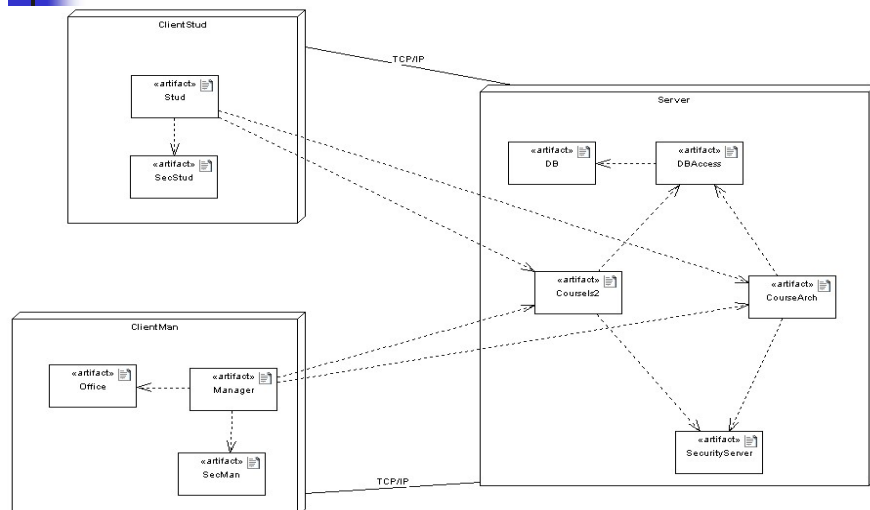 ClientStud
TCP/IP
«artifact»
Stud
«artifact»
SecStud
Server
«artifact»
DB
«artifact»
DBAccess
«artifact»
CourseIs2
«artifact»
CourseArch
«artifact»
SecurityServer
ClientMan
«artifact»
Office
«artifact»
Manager
«artifact»
SecMan
TCP/IP